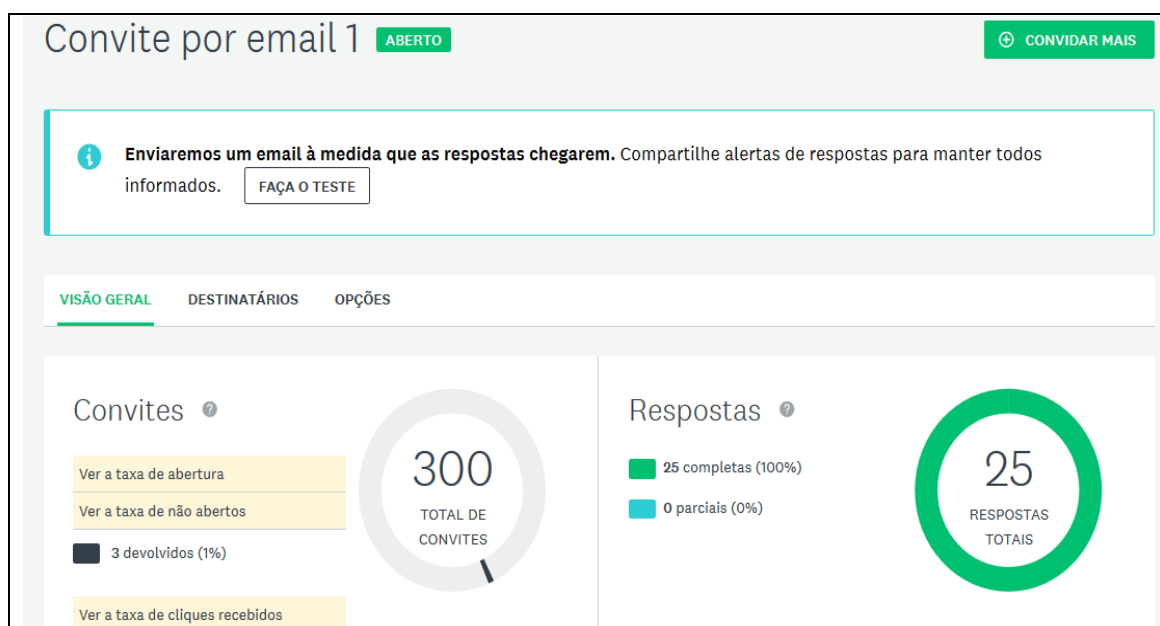 Convite por email 1 ABERTO
CONVIDAR MAIS
Enviaremos um email à medida que as respostas chegarem. Compartilhe alertas de respostas para manter todos
informados. FAÇA O TESTE
VISÃO GERAL DESTINATÁRIOS OPÇÕES
Convites
Ver a taxa de abertura
Ver a taxa de não abertos
3 devolvidos (1%)
Ver a taxa de cliques recebidos
300
TOTAL DE
CONVITES
Respostas
25 completas (100%)
0 parciais (0%)
25
RESPOSTAS
TOTAIS